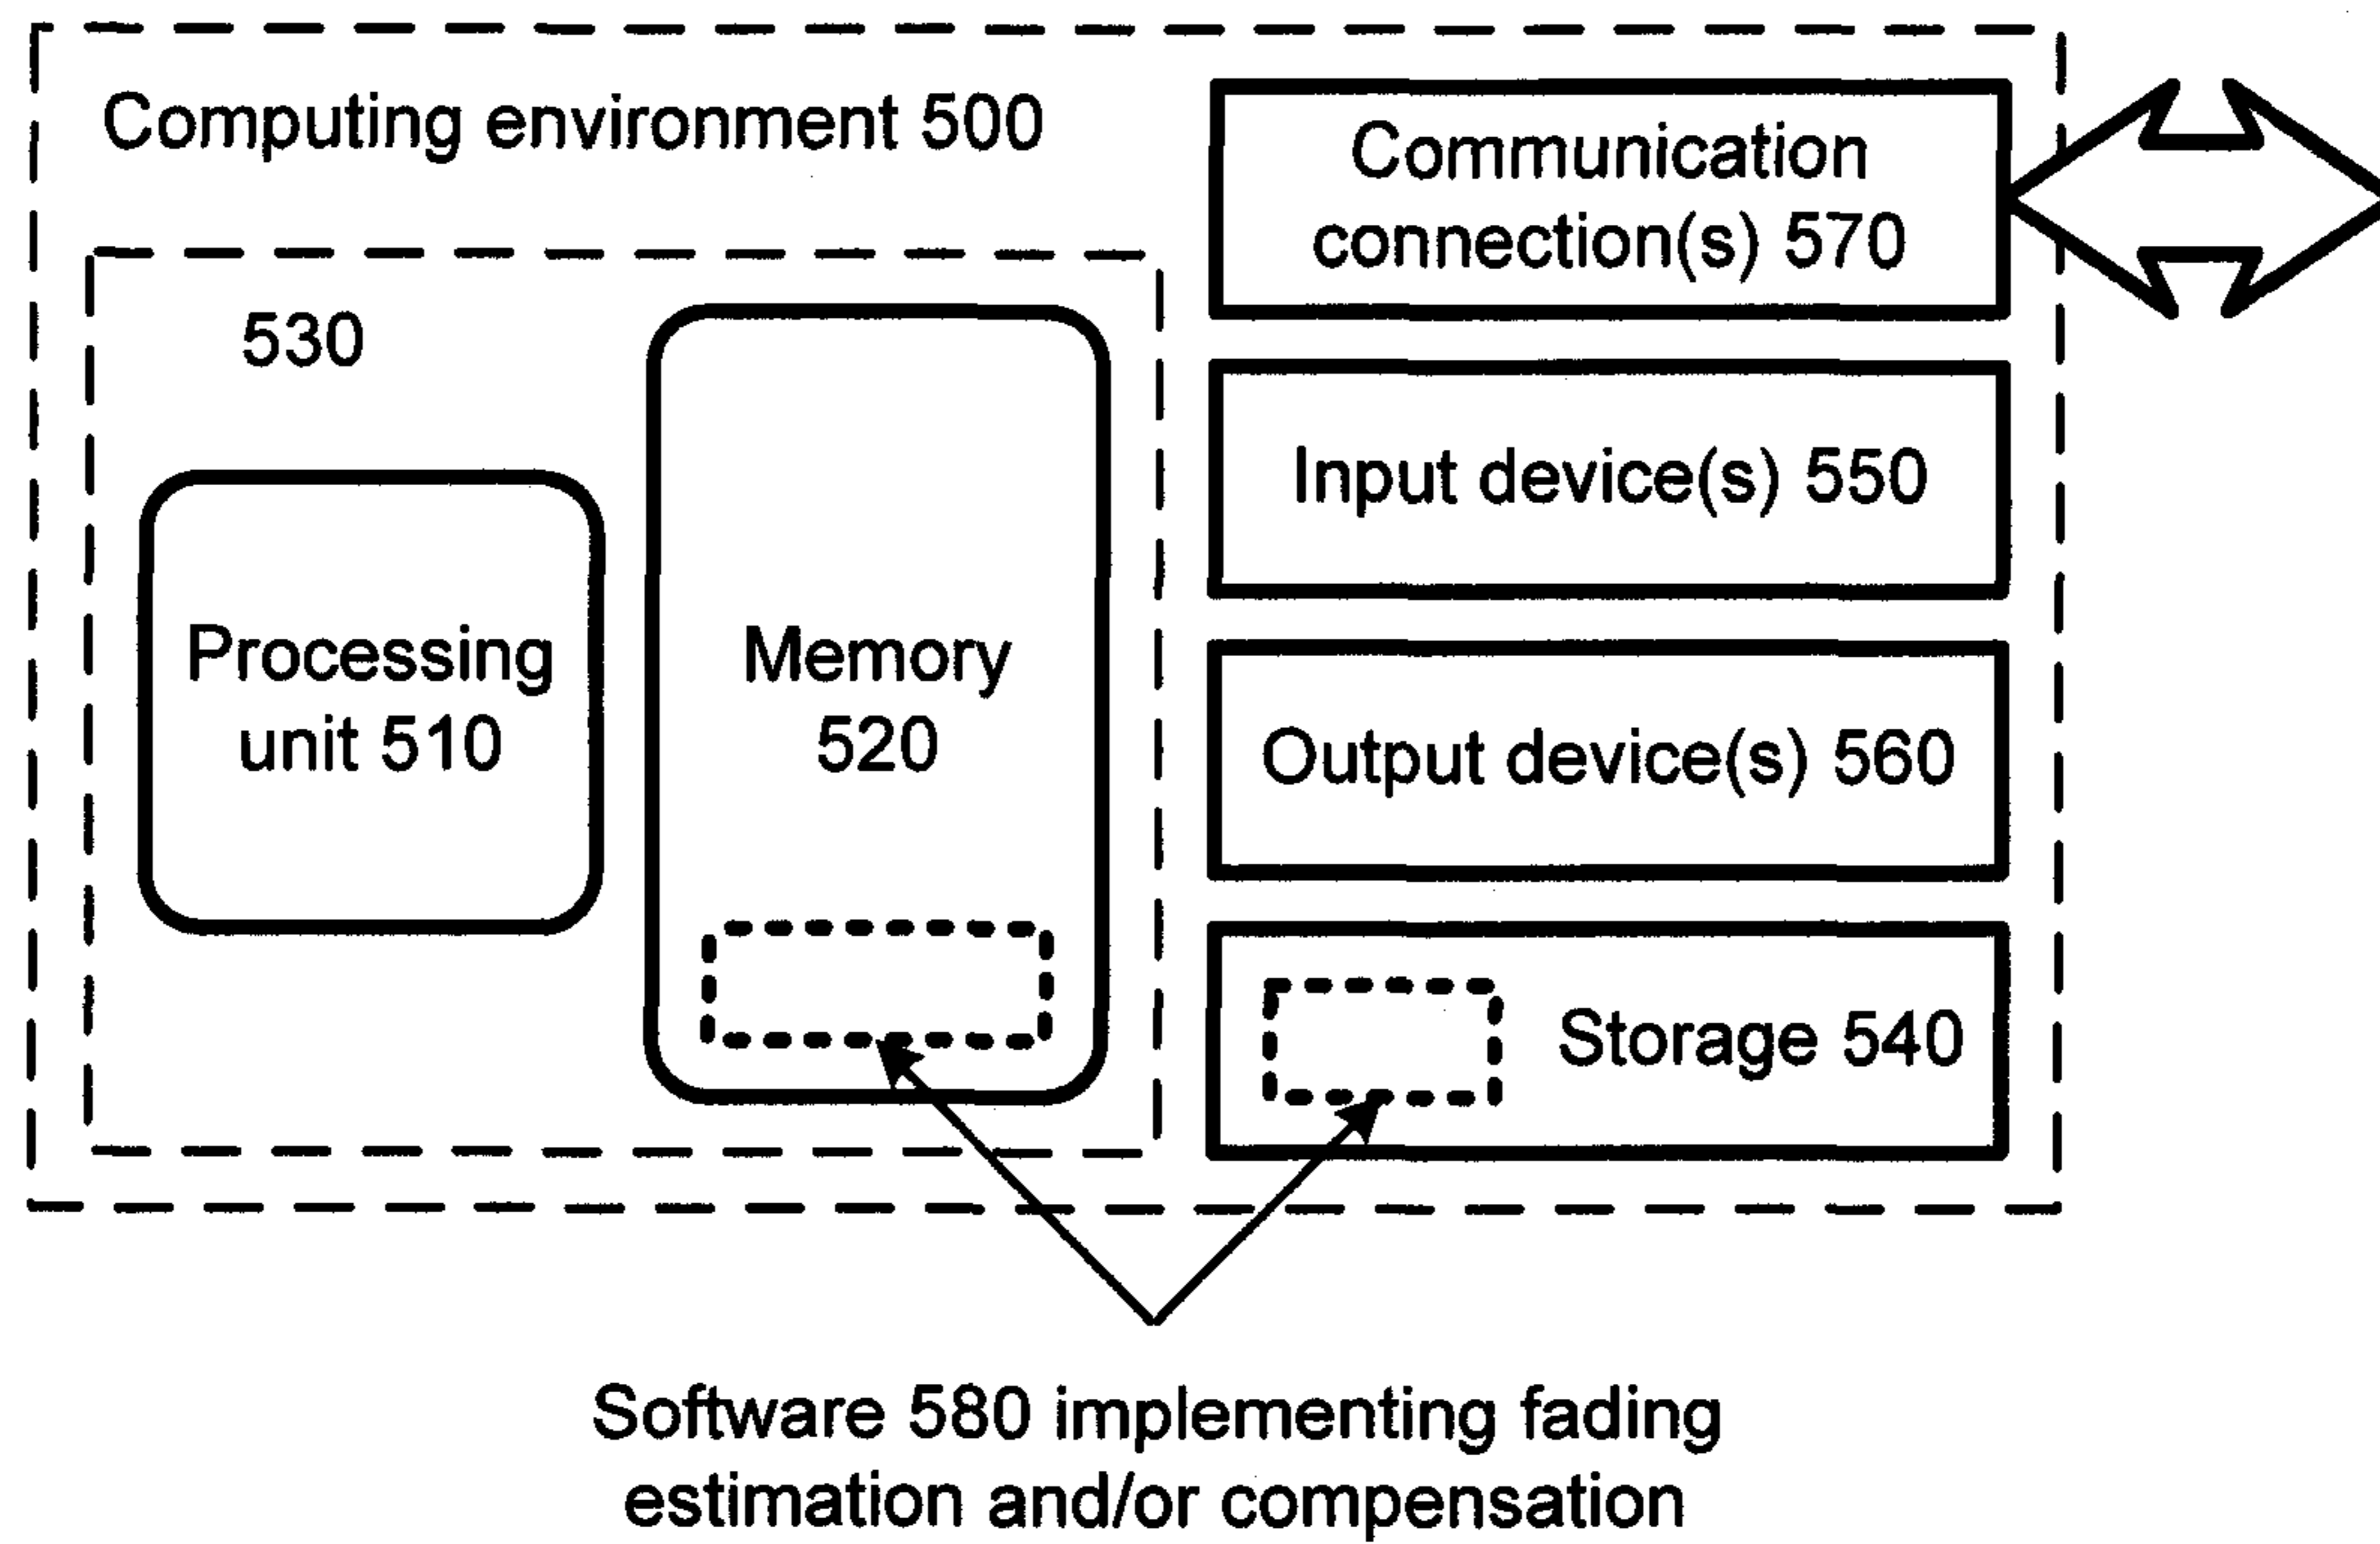 Computing environment 500
Communication
connection(s) 570
530
Input device(s) 550
Processing
unit 510
Memory
520
Output device(s) 560
Storage 540
Software 580 implementing fading
estimation and/or compensation